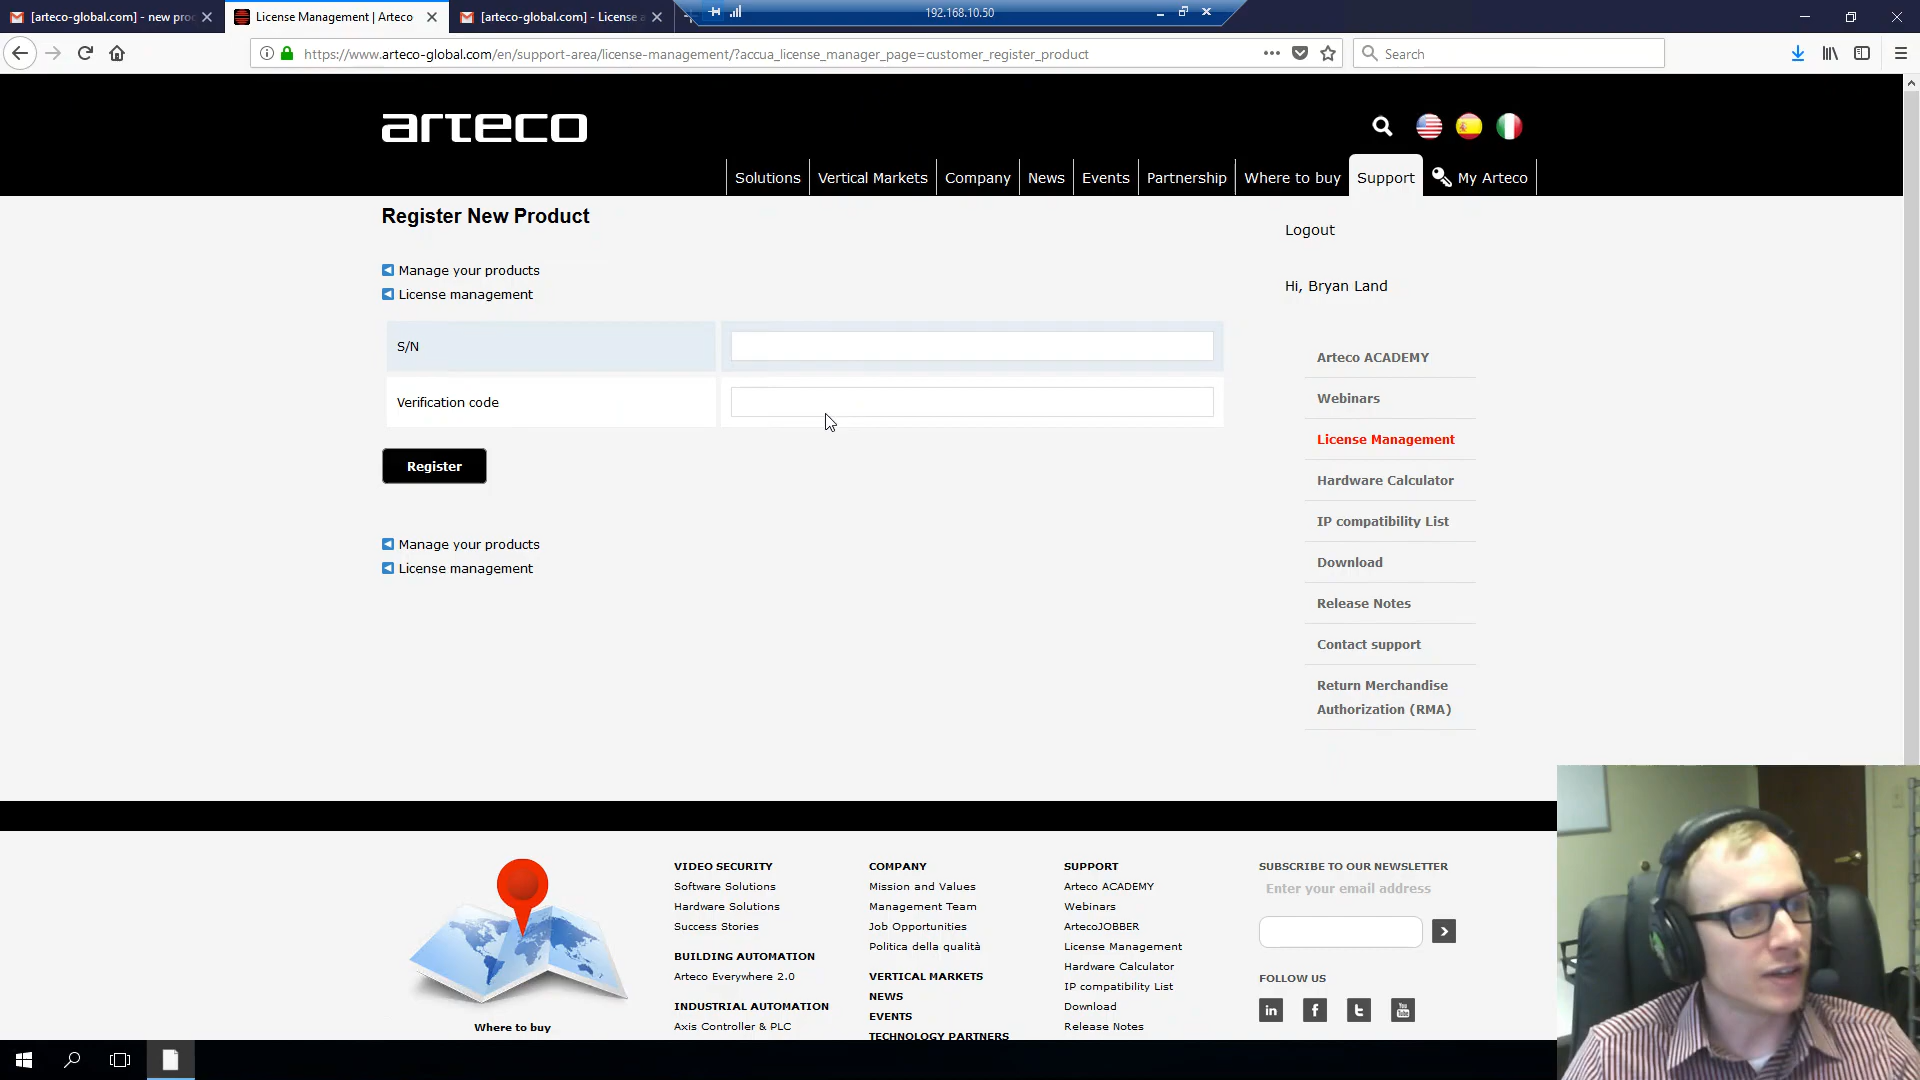 [arteco-global.com] - new pro
License Management | Arteco
[arteco-global.com] - License a
192.168.10.50
https://www.arteco-global.com/en/support-area/license-management/?accua_license_manager_page=customer_register_product
Search
arteco
Solutions
Vertical Markets
Company
News
Events
Partnership
Where to buy
Support
My Arteco
Register New Product
Manage your products
License management
S/N
Verification code
Register
Manage your products
License management
Logout
Hi, Bryan Land
Arteco ACADEMY
Webinars
License Management
Hardware Calculator
IP compatibility List
Download
Release Notes
Contact support
Return Merchandise
Authorization (RMA)
Where to buy
VIDEO SECURITY
Software Solutions
Hardware Solutions
Success Stories
BUILDING AUTOMATION
Arteco Everywhere 2.0
INDUSTRIAL AUTOMATION
Axis Controller & PLC
COMPANY
Mission and Values
Management Team
Job Opportunities
Politica della qualità
VERTICAL MARKETS
NEWS
EVENTS
TECHNOLOGY PARTNERS
SUPPORT
Arteco ACADEMY
Webinars
ArtecoJOBBER
License Management
Hardware Calculator
IP compatibility List
Download
Release Notes
SUBSCRIBE TO OUR NEWSLETTER
Enter your email address
FOLLOW US
in
f
t
You
Tube